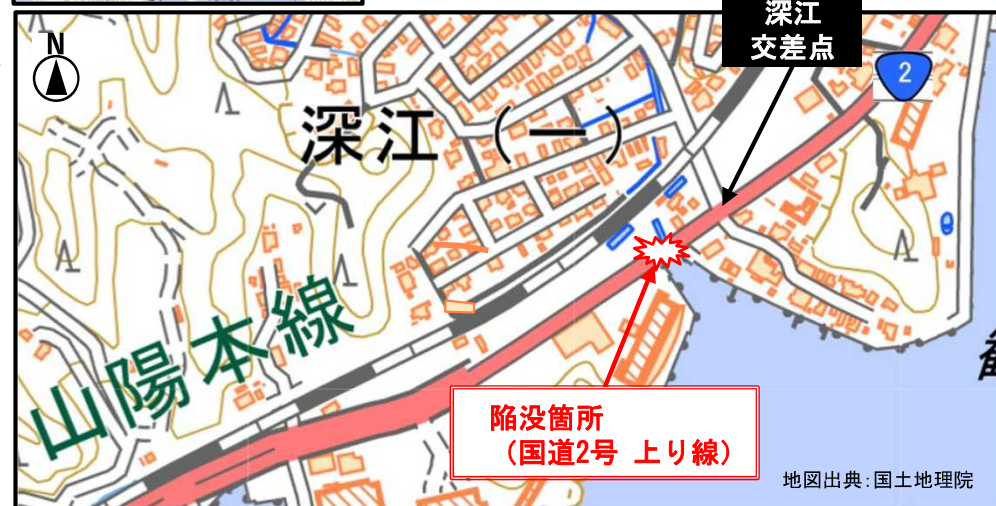 深江
交差点
N
2
深江（一）
山陽本線
陥没箇所
（国道2号 上り線）
地図出典：国土地理院